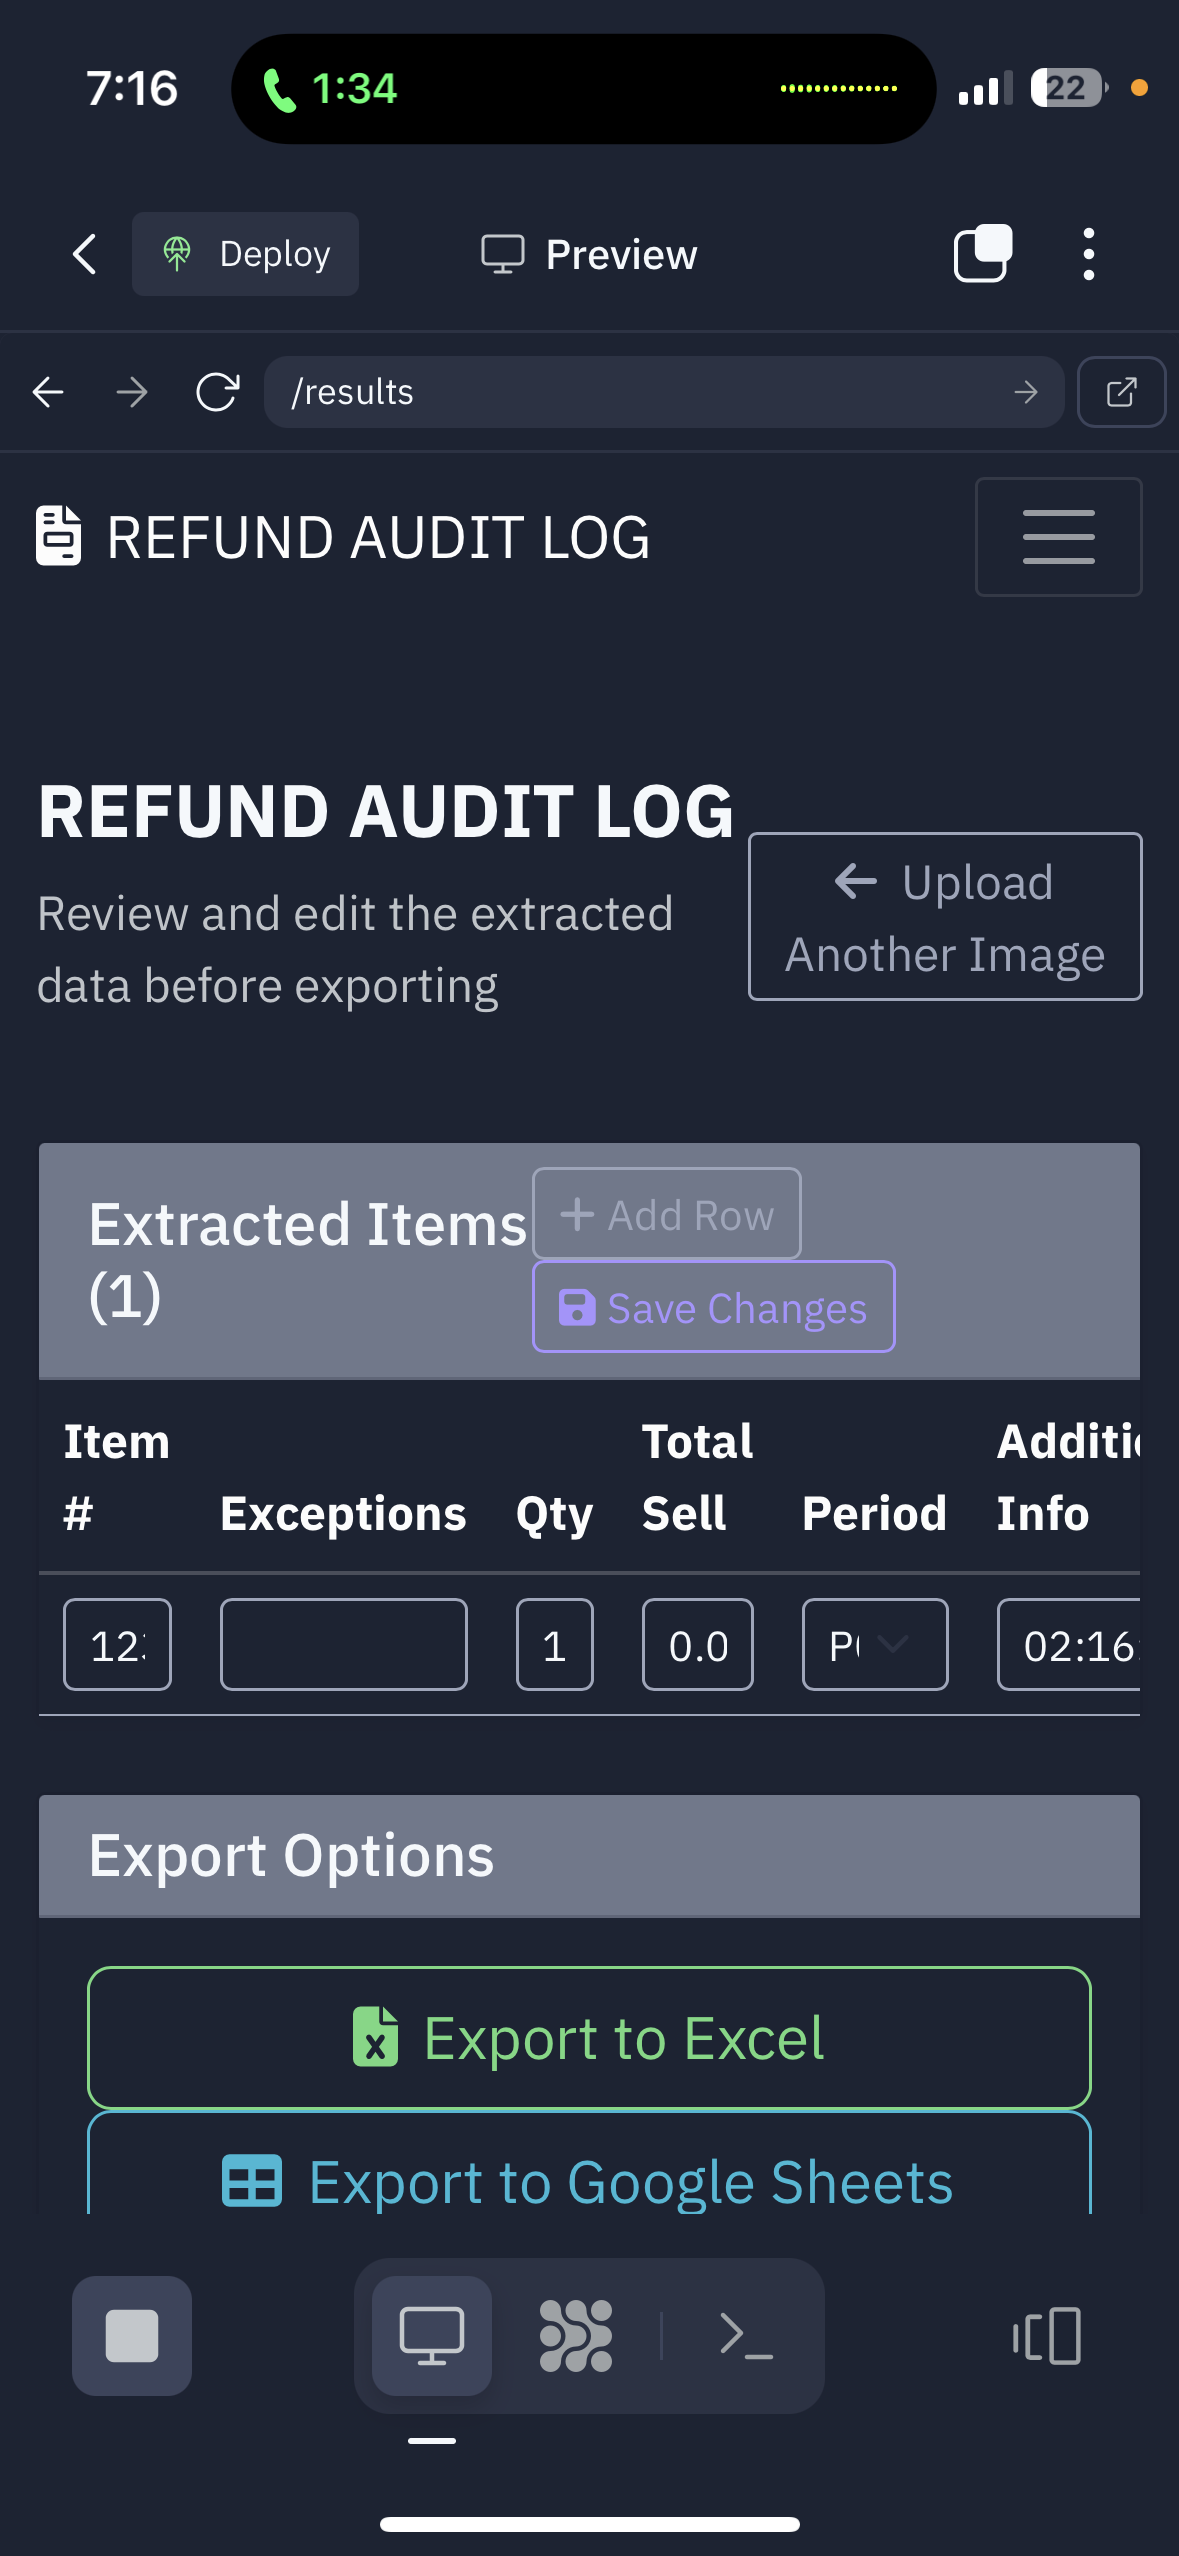 7:16
1:34
22
Deploy
Preview
/results
REFUND AUDIT LOG
REFUND AUDIT LOG
Review and edit the extracted
data before exporting
Upload
Another Image
Extracted Items
(1)
Add Row
Save Changes
Item
#
Exceptions
Qty
Total
Sell
Period
Info
1
0.0
02:16
Export Options
Export to Excel
Export to Google Sheets